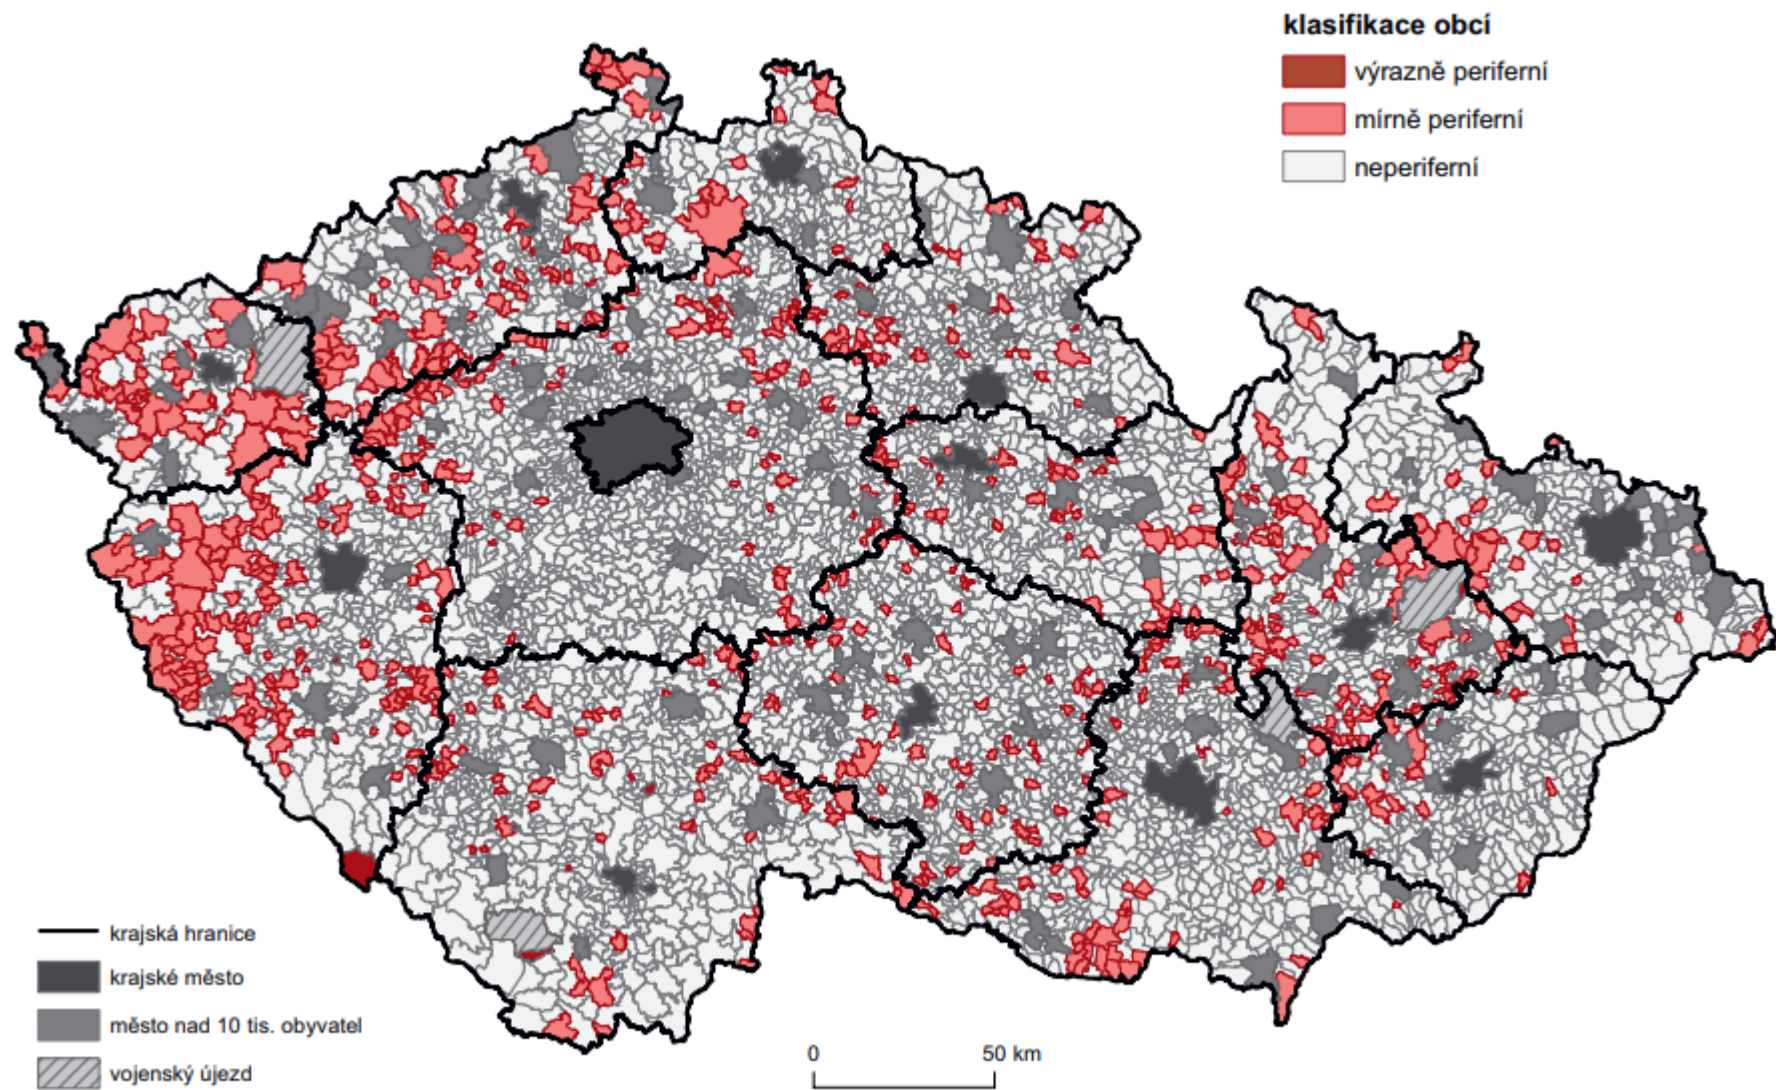 klasifikace obcí
výrazně periferní
mírně periferní
neperiferní
krajská hranice
krajské město
město nad 10 tis. obyvatel
vojenský újezd
0 50 km